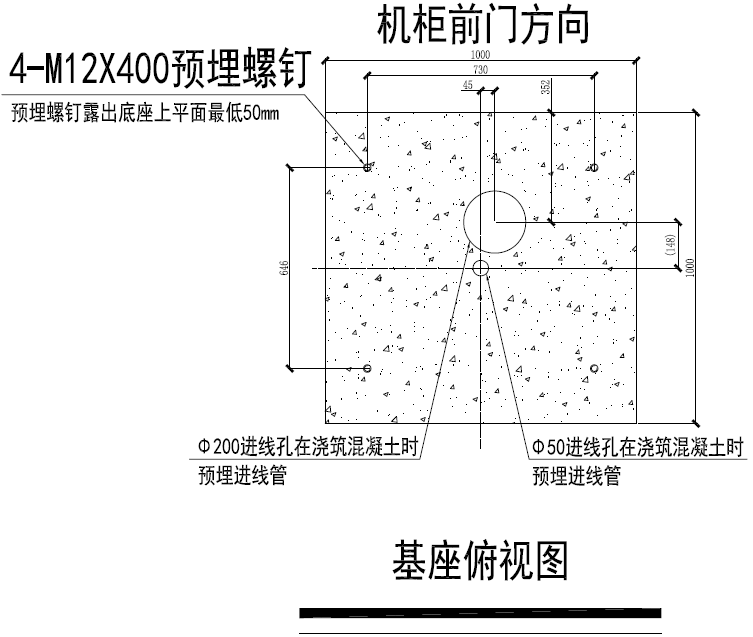 机柜前门方向
1000
4-M12X400预埋螺钉
730
45
352
预埋螺钉露出底座上平面最低50mm
(148)
646
1000
Φ200进线孔在浇筑混凝土时
预埋进线管
Φ50进线孔在浇筑混凝土时
预埋进线管
基座俯视图